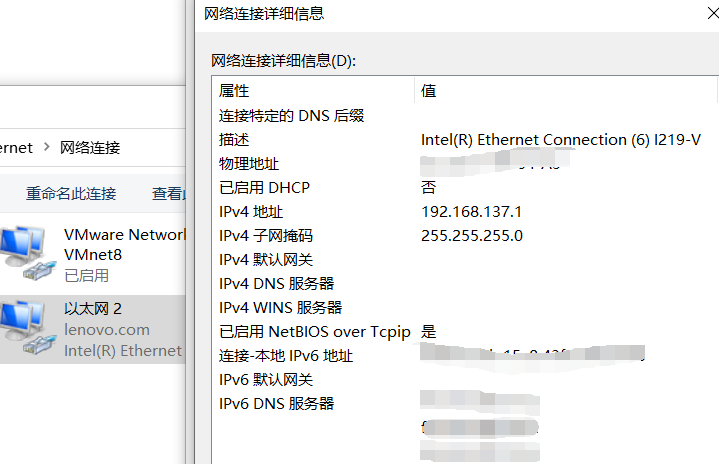 网络连接详细信息
网络连接详细信息(D):
属性 值
连接特定的 DNS 后缀
描述 Intel(R) Ethernet Connection (6) I219-V
物理地址
已启用 DHCP 否
IPv4 地址 192.168.137.1
IPv4 子网掩码 255.255.255.0
IPv4 默认网关
IPv4 DNS 服务器
IPv4 WINS 服务器
已启用 NetBIOS over Tcpip 是
连接-本地 IPv6 地址
IPv6 默认网关
IPv6 DNS 服务器
ernet > 网络连接
重命名此连接 查看
VMware Network
VMnet8
已启用
以太网 2
lenovo.com
Intel(R) Ethernet